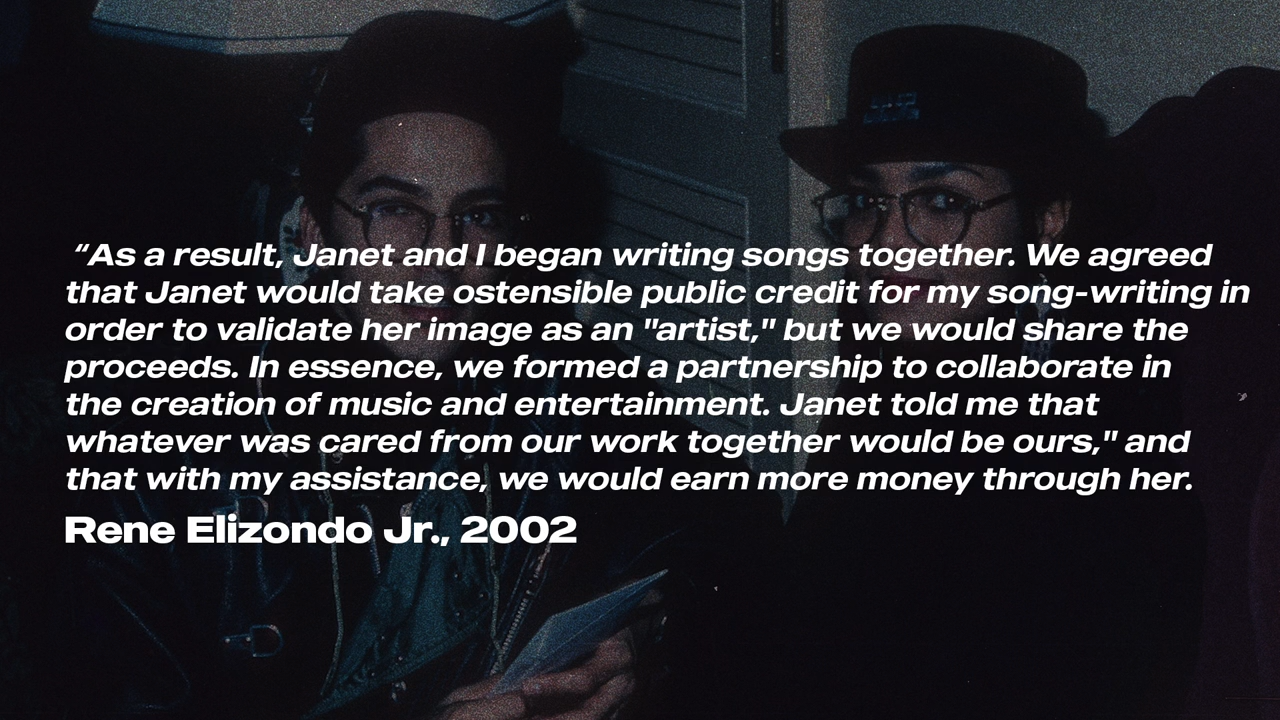 “As a result, Janet and I began writing songs together. We agreed
that Janet would take ostensible public credit for my song-writing in
order to validate her image as an "artist," but we would share the
proceeds. In essence, we formed a partnership to collaborate in
the creation of music and entertainment. Janet told me that
whatever was cared from our work together would be ours," and
that with my assistance, we would earn more money through her.
Rene Elizondo Jr., 2002